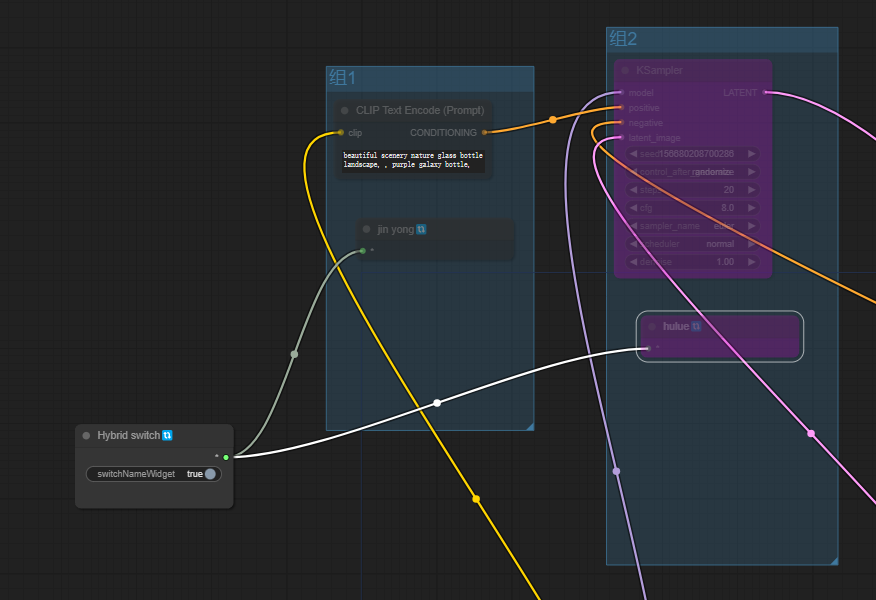 组1
CLIP Text Encode (Prompt)
clip CONDITIONING
beautiful scenery nature glass bottle
landscape, , purple galaxy bottle,
jin yong
组2
KSampler
model LATENT
positive
negative
latent_image
seed 156680208700286
control_after randomize
steps 20
cfg 8.0
sampler_name euler
scheduler normal
denoise 1.00
hulue
Hybrid switch
switchNameWidget true